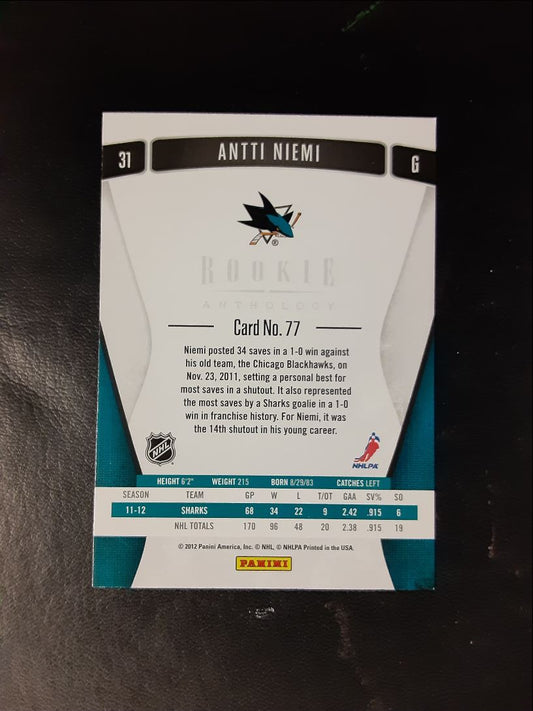 31 ANTTI NIEMI G
®
ROOKIE
ANTHOLOGY
Card No. 77
Niemi posted 34 saves in a 1-0 win against
his old team, the Chicago Blackhawks, on
Nov. 23, 2011, setting a personal best for
most saves in a shutout. It also represented
the most saves by a Sharks goalie in a 1-0
win in franchise history. For Niemi, it was
the 14th shutout in his young career.
NHL
NHLPA
HEIGHT 6'2" WEIGHT 215 BORN 8/29/83 CATCHES LEFT
SEASON TEAM GP W L T/OT GAA SV% SO
11-12 SHARKS 68 34 22 9 2.42 .915 6
NHL TOTALS 170 96 48 20 2.38 .915 19
© 2012 Panini America, Inc. © NHL, © NHLPA Printed in the USA.
PANINI